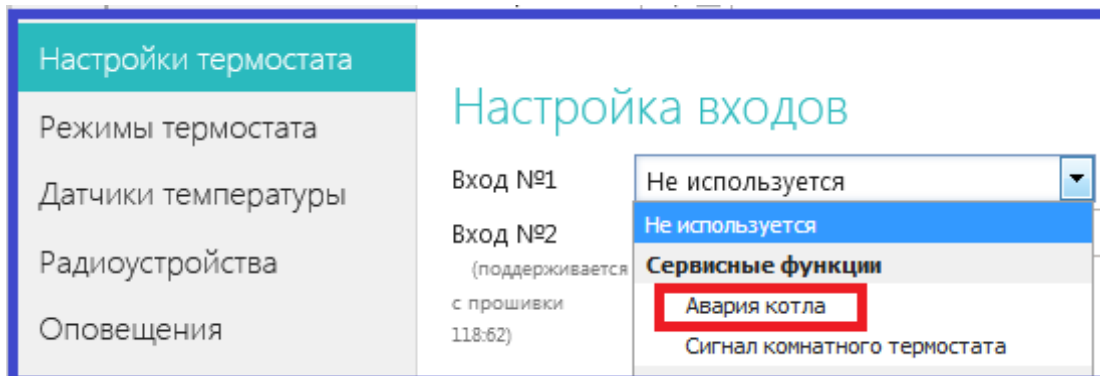 Настройки термостата
Режимы термостата
Датчики температуры
Радиоустройства
Оповещения
Настройка входов
Вход №1
Не используется
Не используется
Вход №2
(поддерживается
с прошивки
118:62)
Сервисные функции
Авария котла
Сигнал комнатного термостата